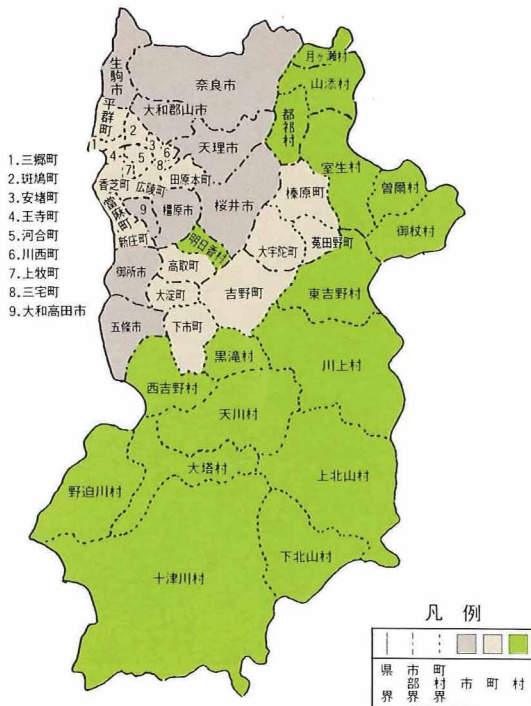 月ヶ瀬村
山添村
奈良市
生駒市
大和郡山市
都祁村
平群町
2
3
6
1
4
5
8
7
天理市
室生村
曽爾村
御杖村
1.三郷町
2.斑鳩町
3.安堵町
4.王寺町
5.河合町
6.川西町
7.上牧町
8.三宅町
9.大和高田市
香芝町
広陵町
田原本町
桜井市
榛原町
當麻町
9
橿原市
新庄町
明日香村
大宇陀町
菟田野町
御所市
高取町
大淀町
吉野町
東吉野村
五條市
下市町
黒滝村
川上村
西吉野村
天川村
大塔村
上北山村
野迫川村
下北山村
十津川村
凡例
県界
市部界
町村界
市
町
村